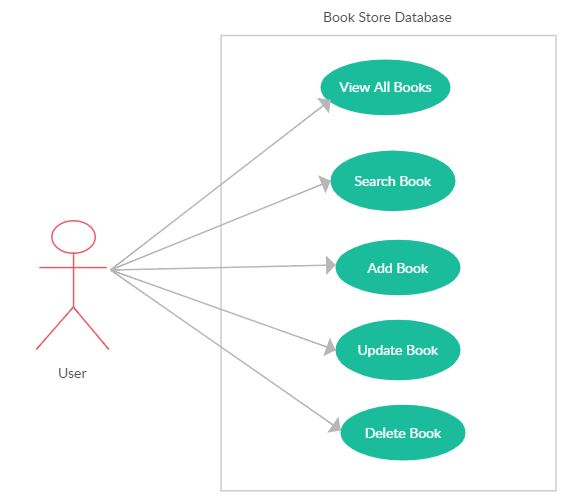 Book Store Database
View All Books
Search Book
Add Book
Update Book
Delete Book
User